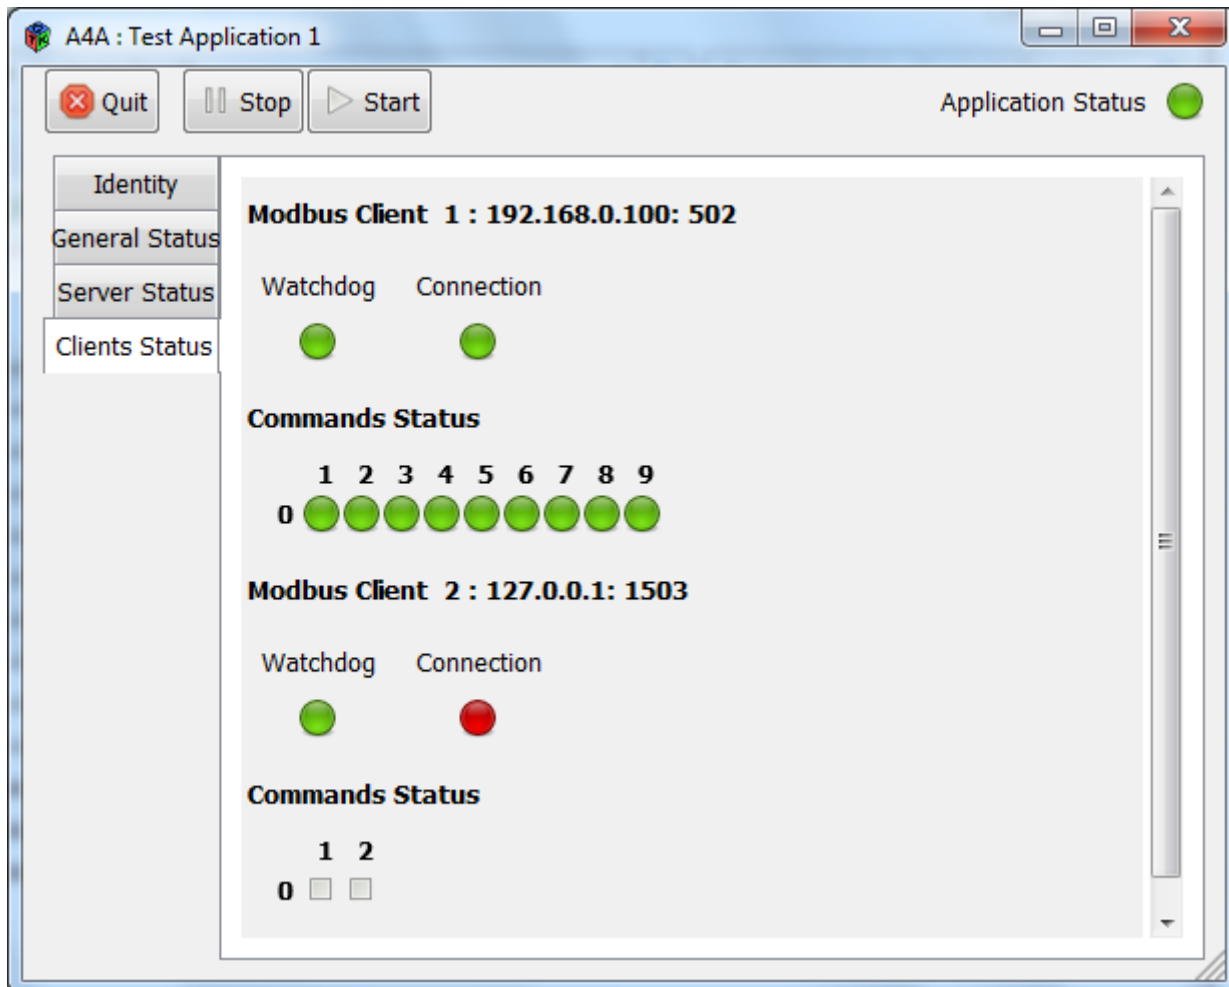 A4A : Test Application 1
Quit Stop Start Application Status
Identity
General Status
Server Status
Clients Status
Modbus Client 1 : 192.168.0.100: 502
Watchdog Connection
Commands Status
1 2 3 4 5 6 7 8 9
0
Modbus Client 2 : 127.0.0.1: 1503
Watchdog Connection
Commands Status
1 2
0